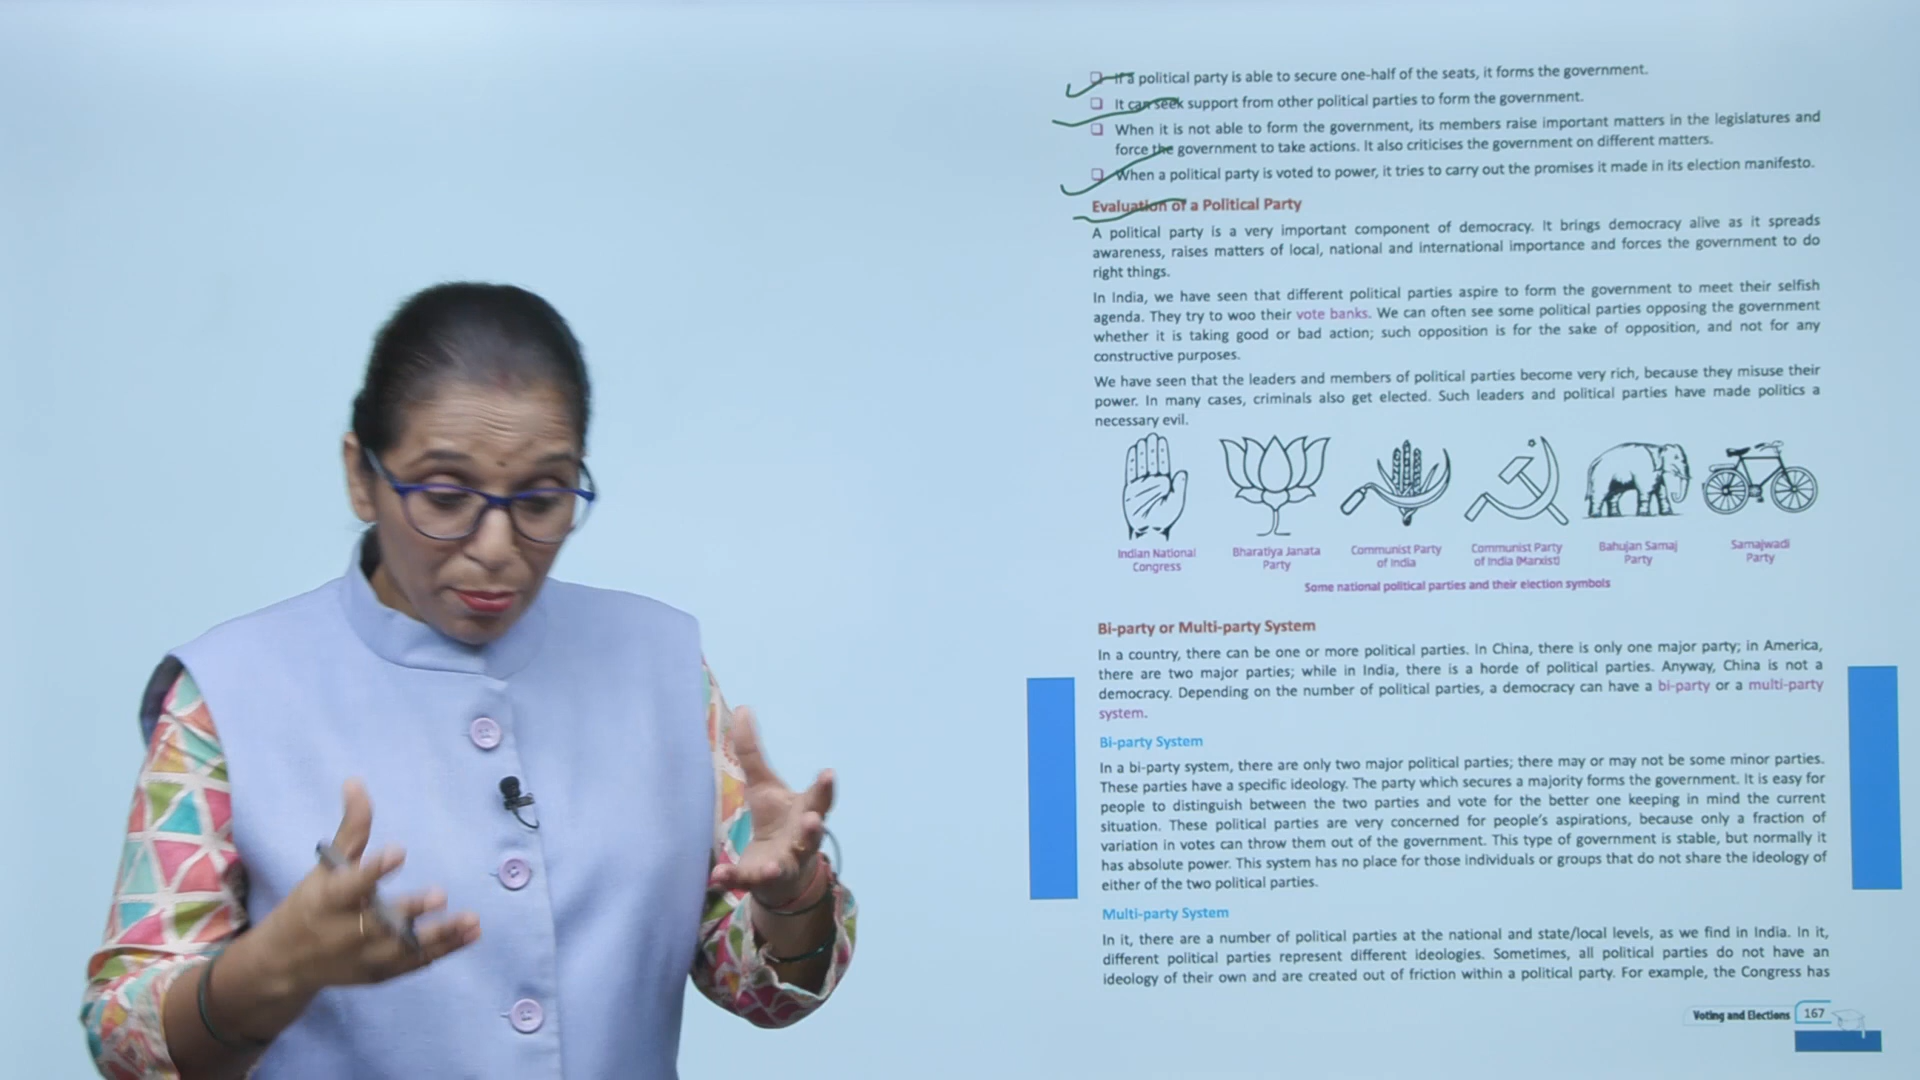 If a political party is able to secure one-half of the seats, it forms the government.
It can seek support from other political parties to form the government.
When it is not able to form the government, its members raise important matters in the legislatures and
force the government to take actions. It also criticises the government on different matters.
When a political party is voted to power, it tries to carry out the promises it made in its election manifesto.
Evaluation of a Political Party
A political party is a very important component of democracy. It brings democracy alive as it spreads
awareness, raises matters of local, national and international importance and forces the government to do
right things.
In India, we have seen that different political parties aspire to form the government to meet their selfish
agenda. They try to woo their vote banks. We can often see some political parties opposing the government
whether it is taking good or bad action; such opposition is for the sake of opposition, and not for any
constructive purposes.
We have seen that the leaders and members of political parties become very rich, because they misuse their
power. In many cases, criminals also get elected. Such leaders and political parties have made politics a
necessary evil.
Indian National
Congress
Bharatiya Janata
Party
Communist Party
of India
Communist Party
of India (Marxist)
Bahujan Samaj
Party
Samajwadi
Party
Some national political parties and their election symbols
Bi-party or Multi-party System
In a country, there can be one or more political parties. In China, there is only one major party; in America,
there are two major parties; while in India, there is a horde of political parties. Anyway, China is not a
democracy. Depending on the number of political parties, a democracy can have a bi-party or a multi-party
system.
Bi-party System
In a bi-party system, there are only two major political parties; there may or may not be some minor parties.
These parties have a specific ideology. The party which secures a majority forms the government. It is easy for
people to distinguish between the two parties and vote for the better one keeping in mind the current
situation. These political parties are very concerned for people's aspirations, because only a fraction of
variation in votes can throw them out of the government. This type of government is stable, but normally it
has absolute power. This system has no place for those individuals or groups that do not share the ideology of
either of the two political parties.
Multi-party System
In it, there are a number of political parties at the national and state/local levels, as we find in India. In it,
different political parties represent different ideologies. Sometimes, all political parties do not have an
ideology of their own and are created out of friction within a political party. For example, the Congress has
Voting and Elections 167